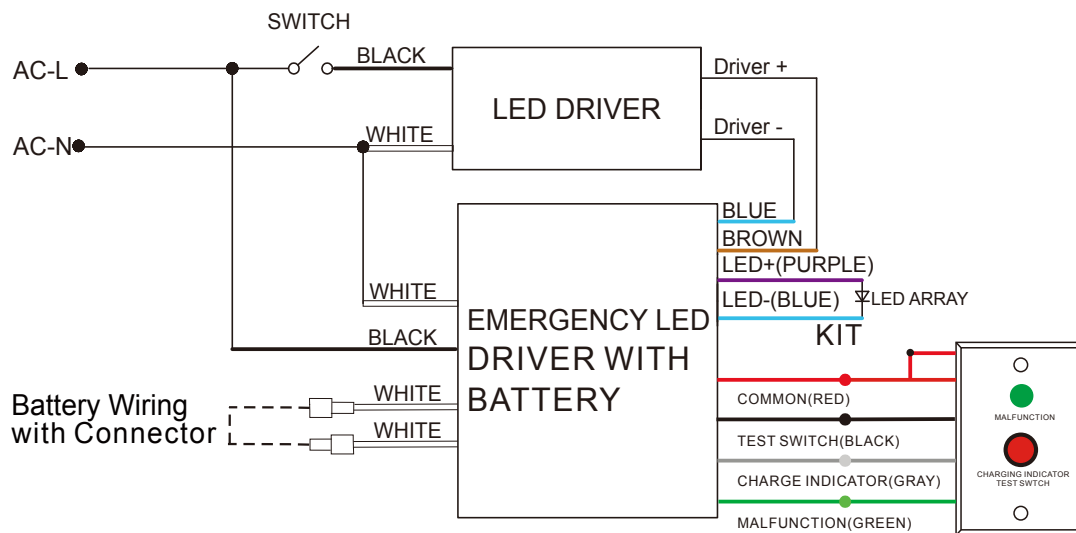 SWITCH
AC-L
BLACK
LED DRIVER
Driver +
AC-N
WHITE
Driver -
BLUE
BROWN
LED+(PURPLE)
LED-(BLUE)
LED ARRAY
KIT
WHITE
BLACK
EMERGENCY LED
DRIVER WITH
BATTERY
Battery Wiring
with Connector
WHITE
WHITE
COMMON(RED)
TEST SWITCH(BLACK)
CHARGE INDICATOR(GRAY)
MALFUNCTION(GREEN)
MALFUNCTION
CHARGING INDICATOR
TEST SWTCH